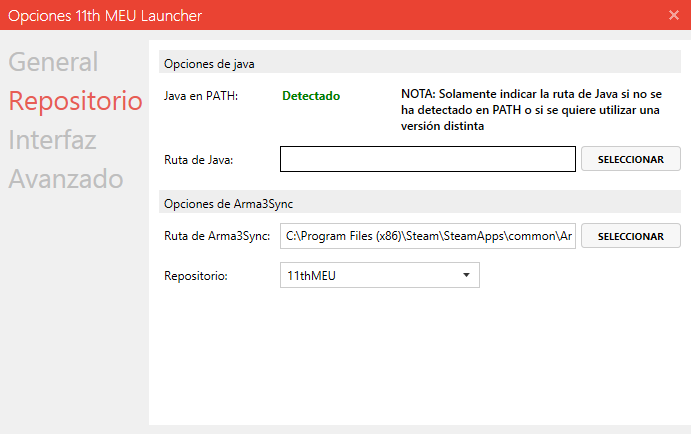 Opciones 11th MEU Launcher
General
Repositorio
Interfaz
Avanzado
Opciones de java
Java en PATH:
Detectado
NOTA: Solamente indicar la ruta de Java si no se
ha detectado en PATH o si se quiere utilizar una
versión distinta
Ruta de Java:
SELECCIONAR
Opciones de Arma3Sync
Ruta de Arma3Sync:
C:\Program Files (x86)\Steam\SteamApps\common\Ar
SELECCIONAR
Repositorio:
11thMEU